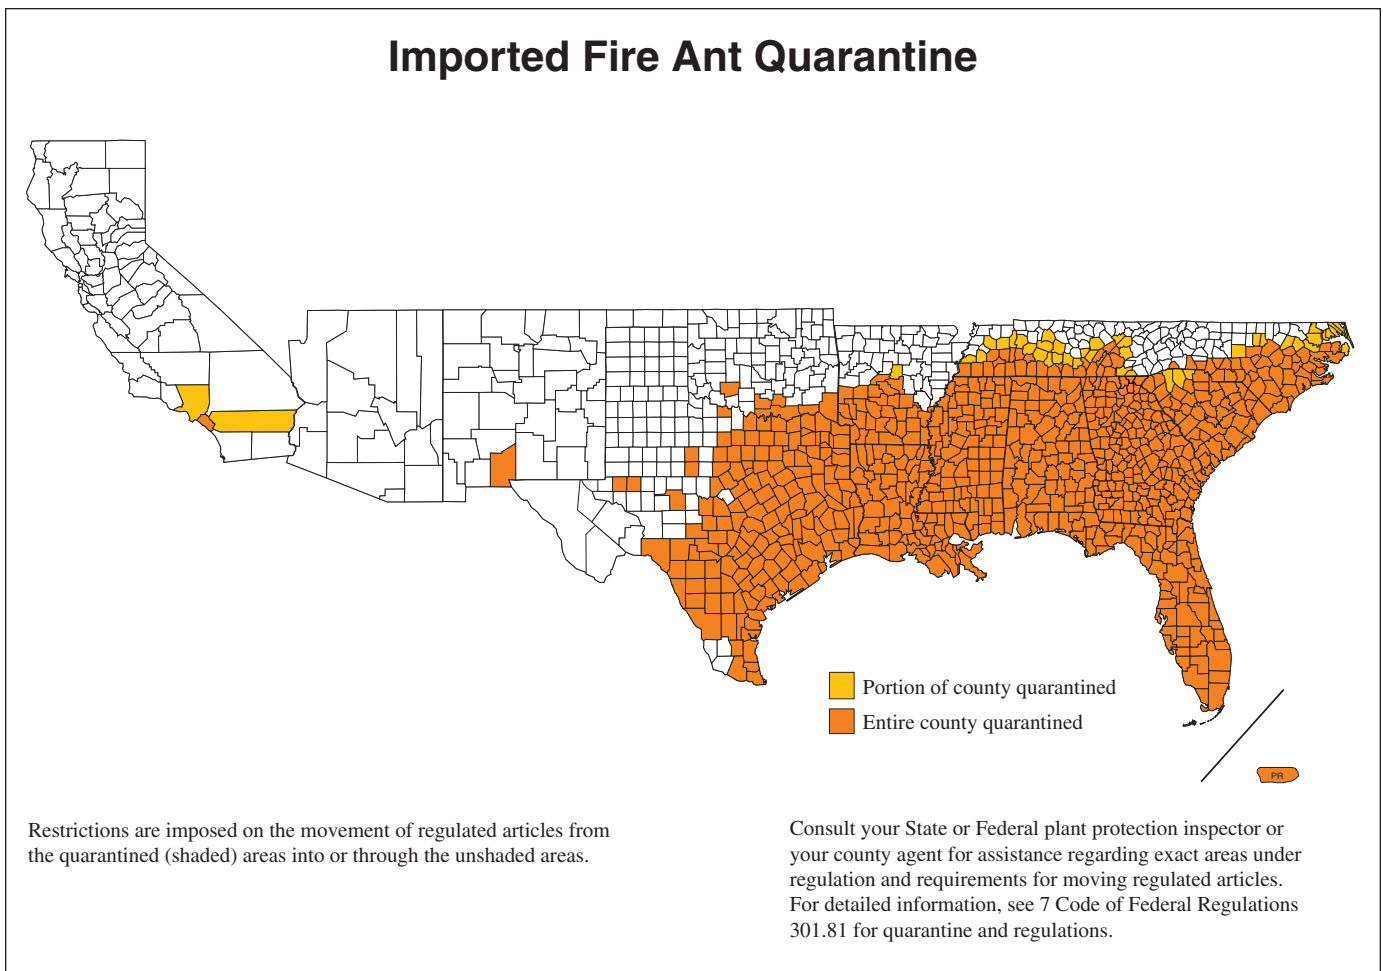 Imported Fire Ant Quarantine
Portion of county quarantined
Entire county quarantined
PR
Restrictions are imposed on the movement of regulated articles from
the quarantined (shaded) areas into or through the unshaded areas.
Consult your State or Federal plant protection inspector or
your county agent for assistance regarding exact areas under
regulation and requirements for moving regulated articles.
For detailed information, see 7 Code of Federal Regulations
301.81 for quarantine and regulations.